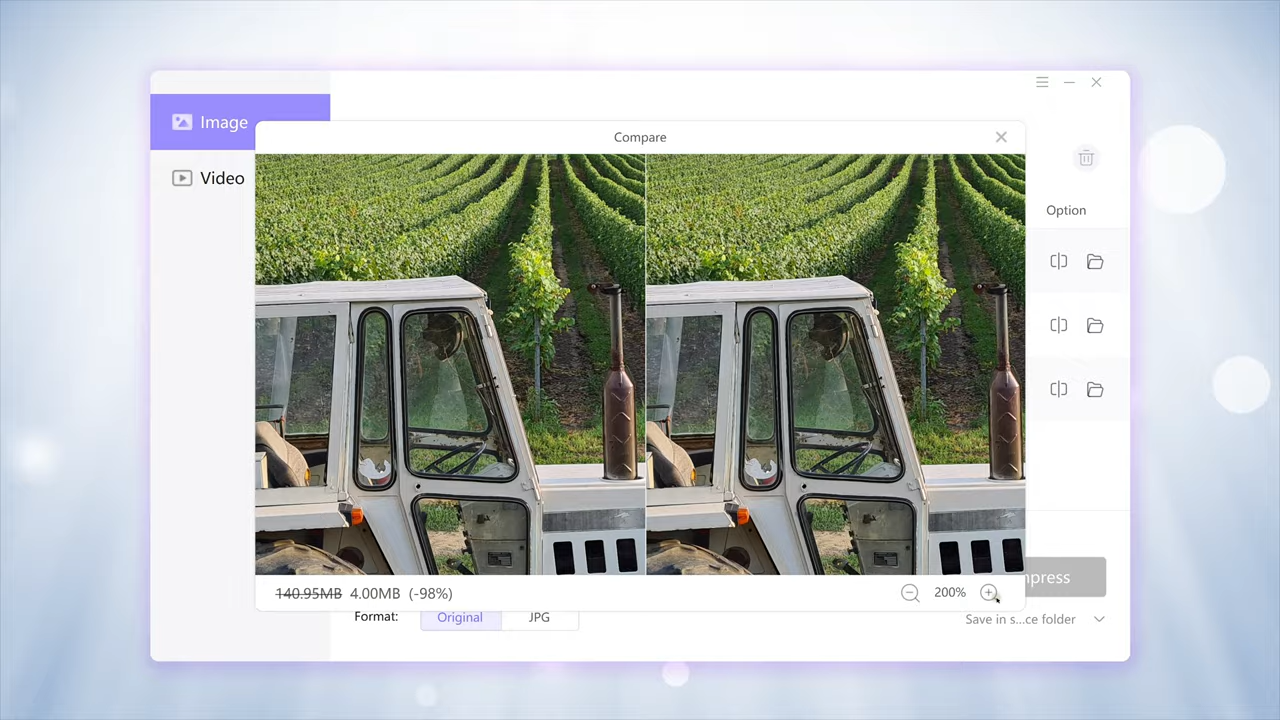 Image
Video
Compare
Option
140.95MB 4.00MB (-98%)
200%
mpress
Format:
Original
JPG
Save in s...ce folder